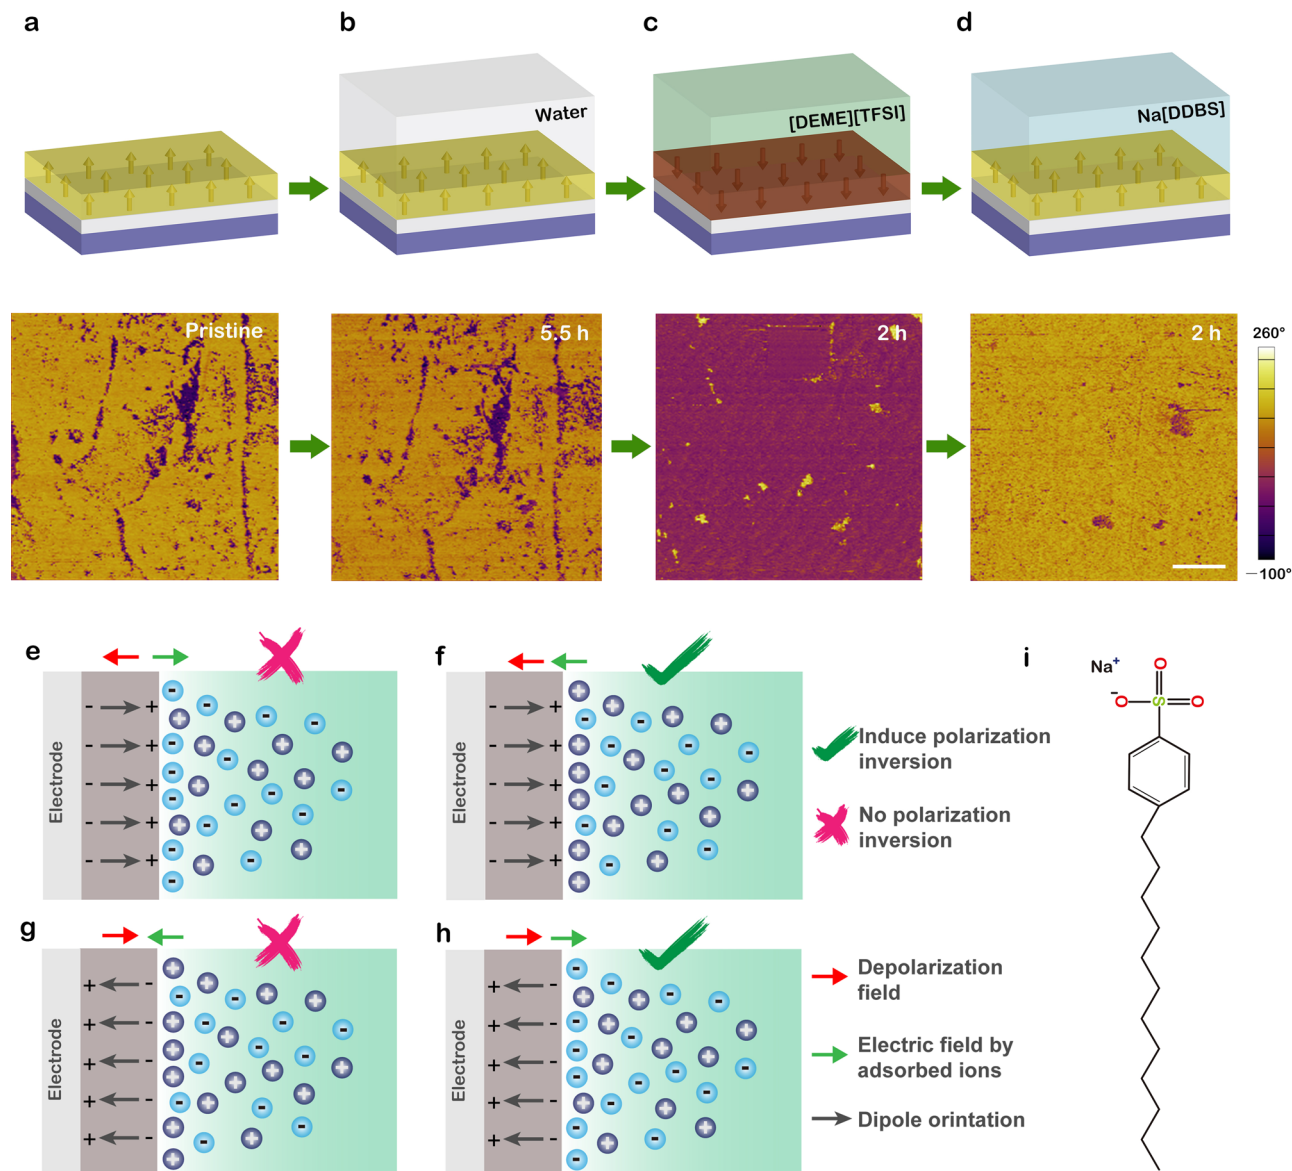 a
b
c
d
Water
[DEME][TFSI]
Na[DDBS]
Pristine
5.5 h
2 h
2 h
260°
−100°
e
f
i
Electrode
- +
- +
- +
- +
- +
Electrode
- +
- +
- +
- +
- +
Induce polarization
inversion
No polarization
inversion
Na+
-
O
O
S
O
g
h
Electrode
+ -
+ -
+ -
+ -
+ -
Electrode
+ -
+ -
+ -
+ -
+ -
Depolarization
field
Electric field by
adsorbed ions
Dipole orintation